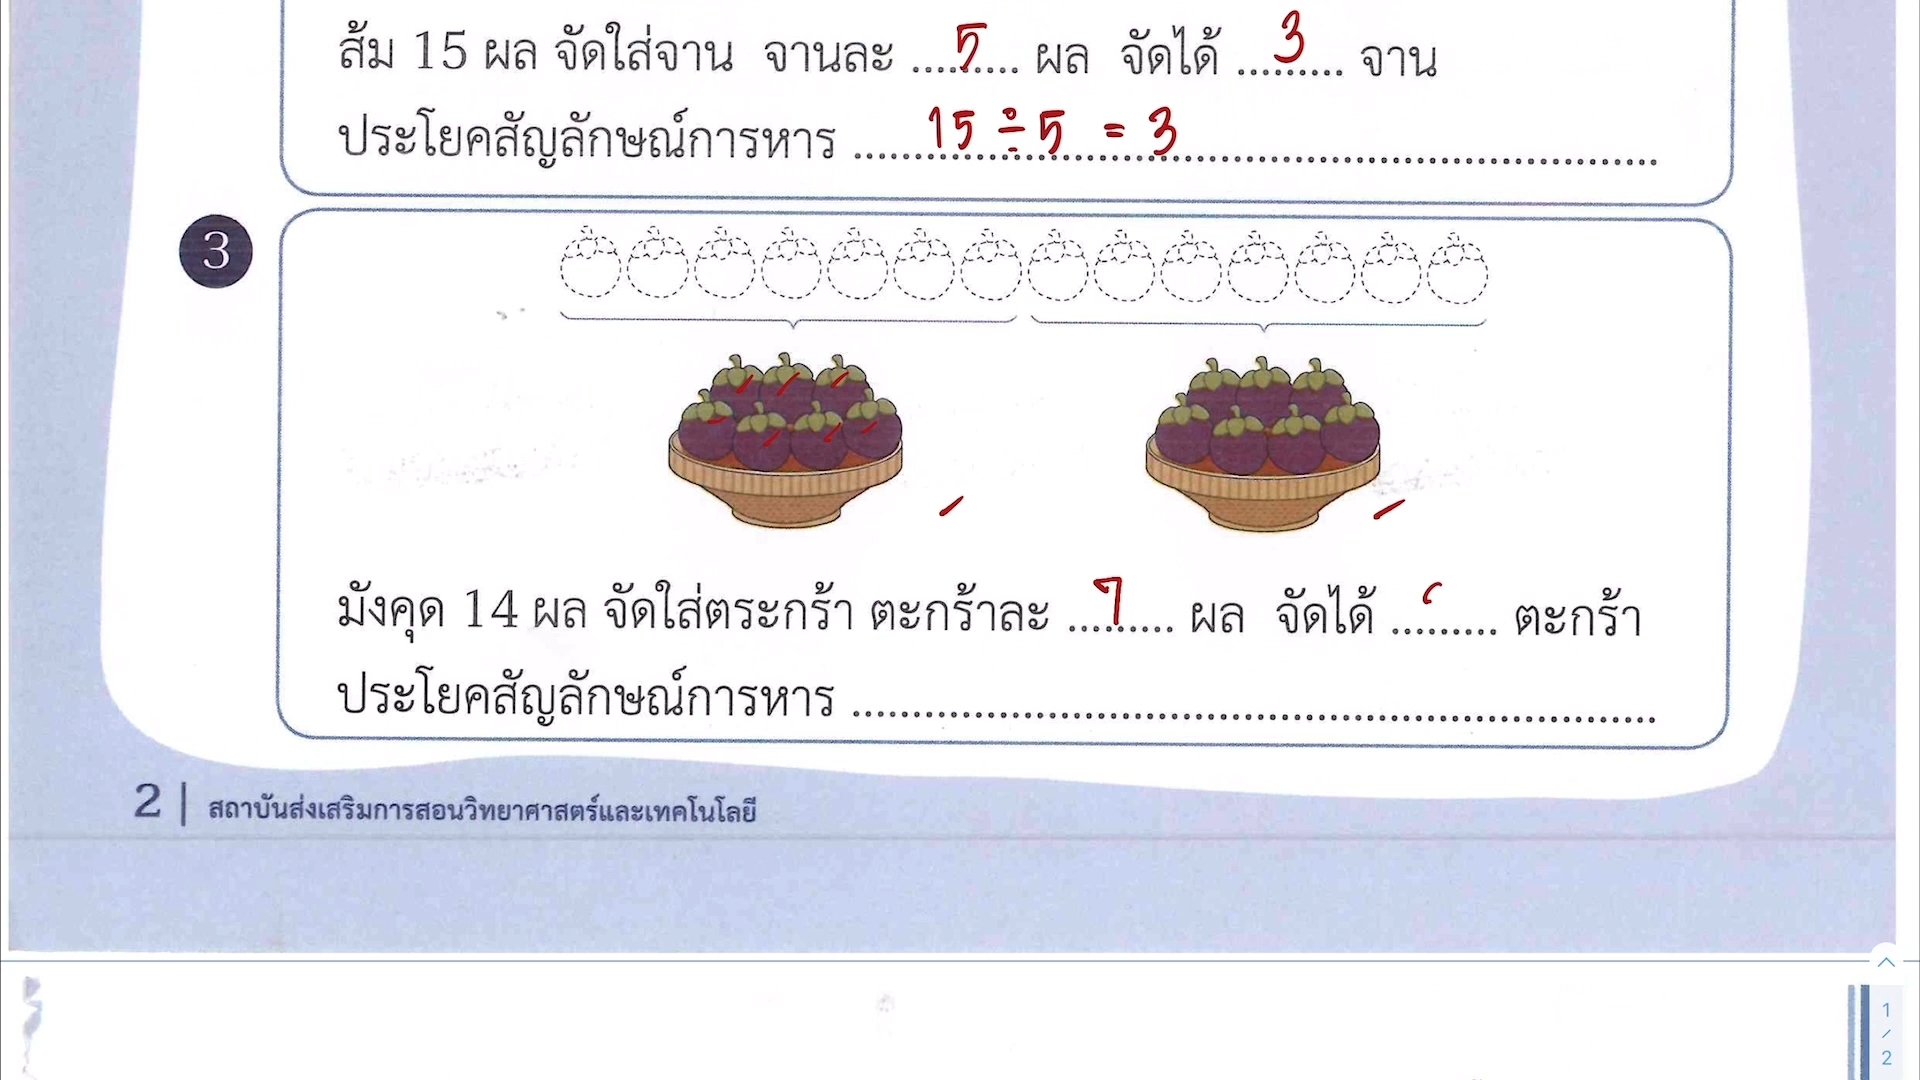 ส้ม 15 ผล จัดใส่จาน จานละ ....5.... ผล จัดได้ ....3.... จาน
ประโยคสัญลักษณ์การหาร ....15 ÷ 5 = 3....
3
มังคุด 14 ผล จัดใส่ตระกร้า ตะกร้าละ ....7.... ผล จัดได้ ......... ตะกร้า
ประโยคสัญลักษณ์การหาร ..........................................
2 | สถาบันส่งเสริมการสอนวิทยาศาสตร์และเทคโนโลยี
1
/
2